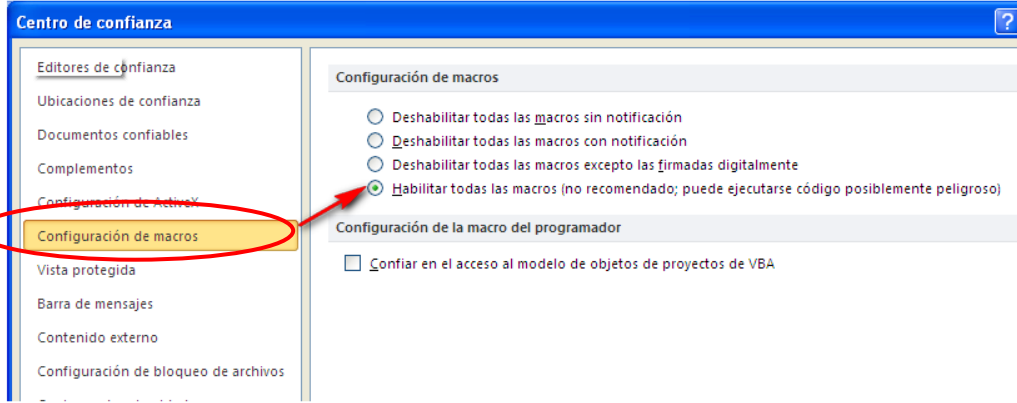 Centro de confianza
?
Editores de confianza
Ubicaciones de confianza
Documentos confiables
Complementos
Configuración de ActiveX
Configuración de macros
Vista protegida
Barra de mensajes
Contenido externo
Configuración de bloqueo de archivos
Configuración de macros
Deshabilitar todas las macros sin notificación
Deshabilitar todas las macros con notificación
Deshabilitar todas las macros excepto las firmadas digitalmente
Habilitar todas las macros (no recomendado; puede ejecutarse código posiblemente peligroso)
Configuración de la macro del programador
Confiar en el acceso al modelo de objetos de proyectos de VBA